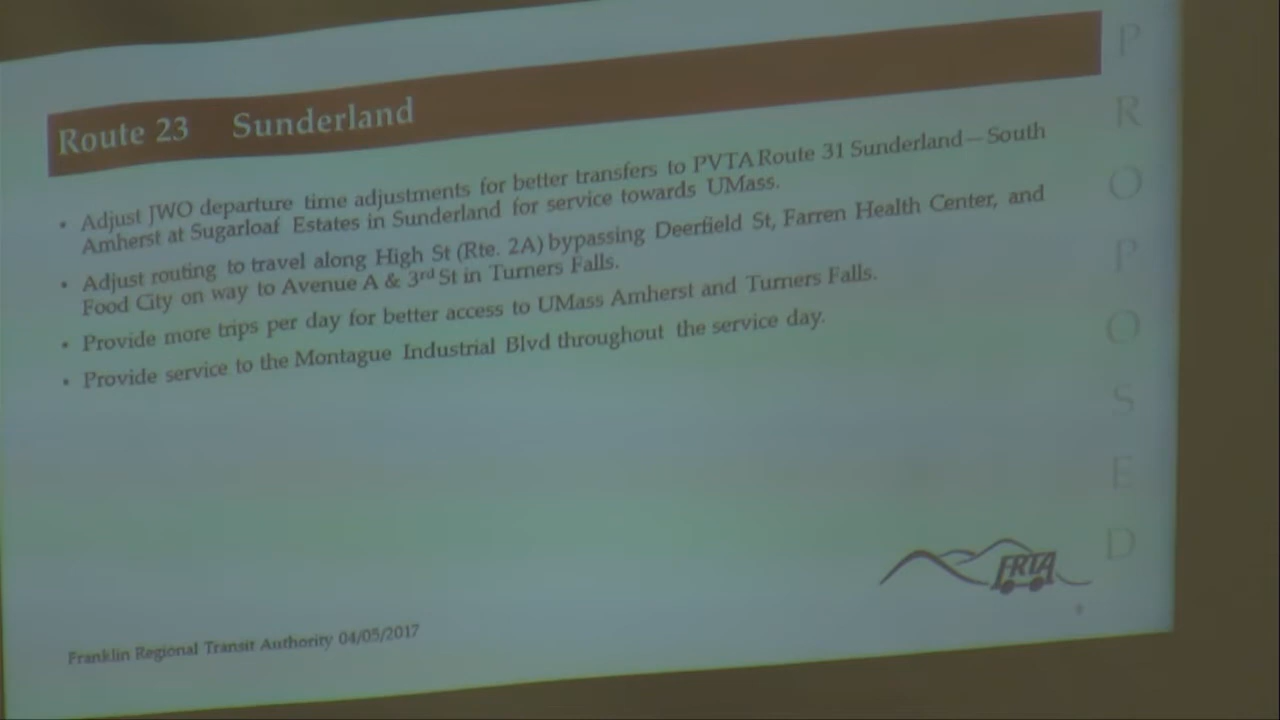 Route 23 Sunderland
• Adjust JWO departure time adjustments for better transfers to PVTA Route 31 Sunderland—South
Amherst at Sugarloaf Estates in Sunderland for service towards UMass.
• Adjust routing to travel along High St (Rte. 2A) bypassing Deerfield St, Farren Health Center, and
Food City on way to Avenue A & 3rd St in Turners Falls.
• Provide more trips per day for better access to UMass Amherst and Turners Falls.
• Provide service to the Montague Industrial Blvd throughout the service day.
PROPOSED
FRTA
Franklin Regional Transit Authority 04/05/2017